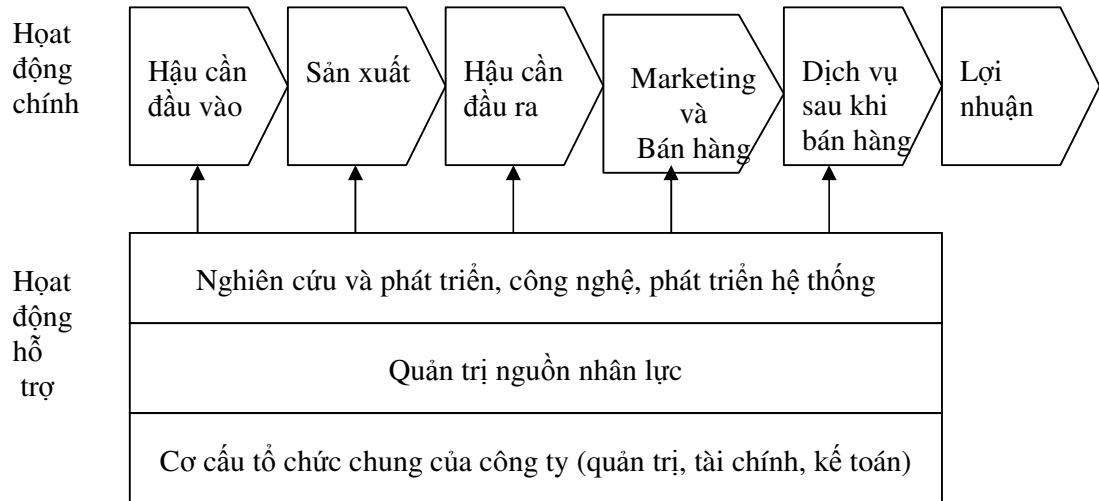 Họat
động
chính
Hậu cần
đầu vào
Sản xuất
Hậu cần
đầu ra
Marketing
và
Bán hàng
Dịch vụ
sau khi
bán hàng
Lợi
nhuận
Họat
động
hỗ
trợ
Nghiên cứu và phát triển, công nghệ, phát triển hệ thống
Quản trị nguồn nhân lực
Cơ cấu tổ chức chung của công ty (quản trị, tài chính, kế toán)